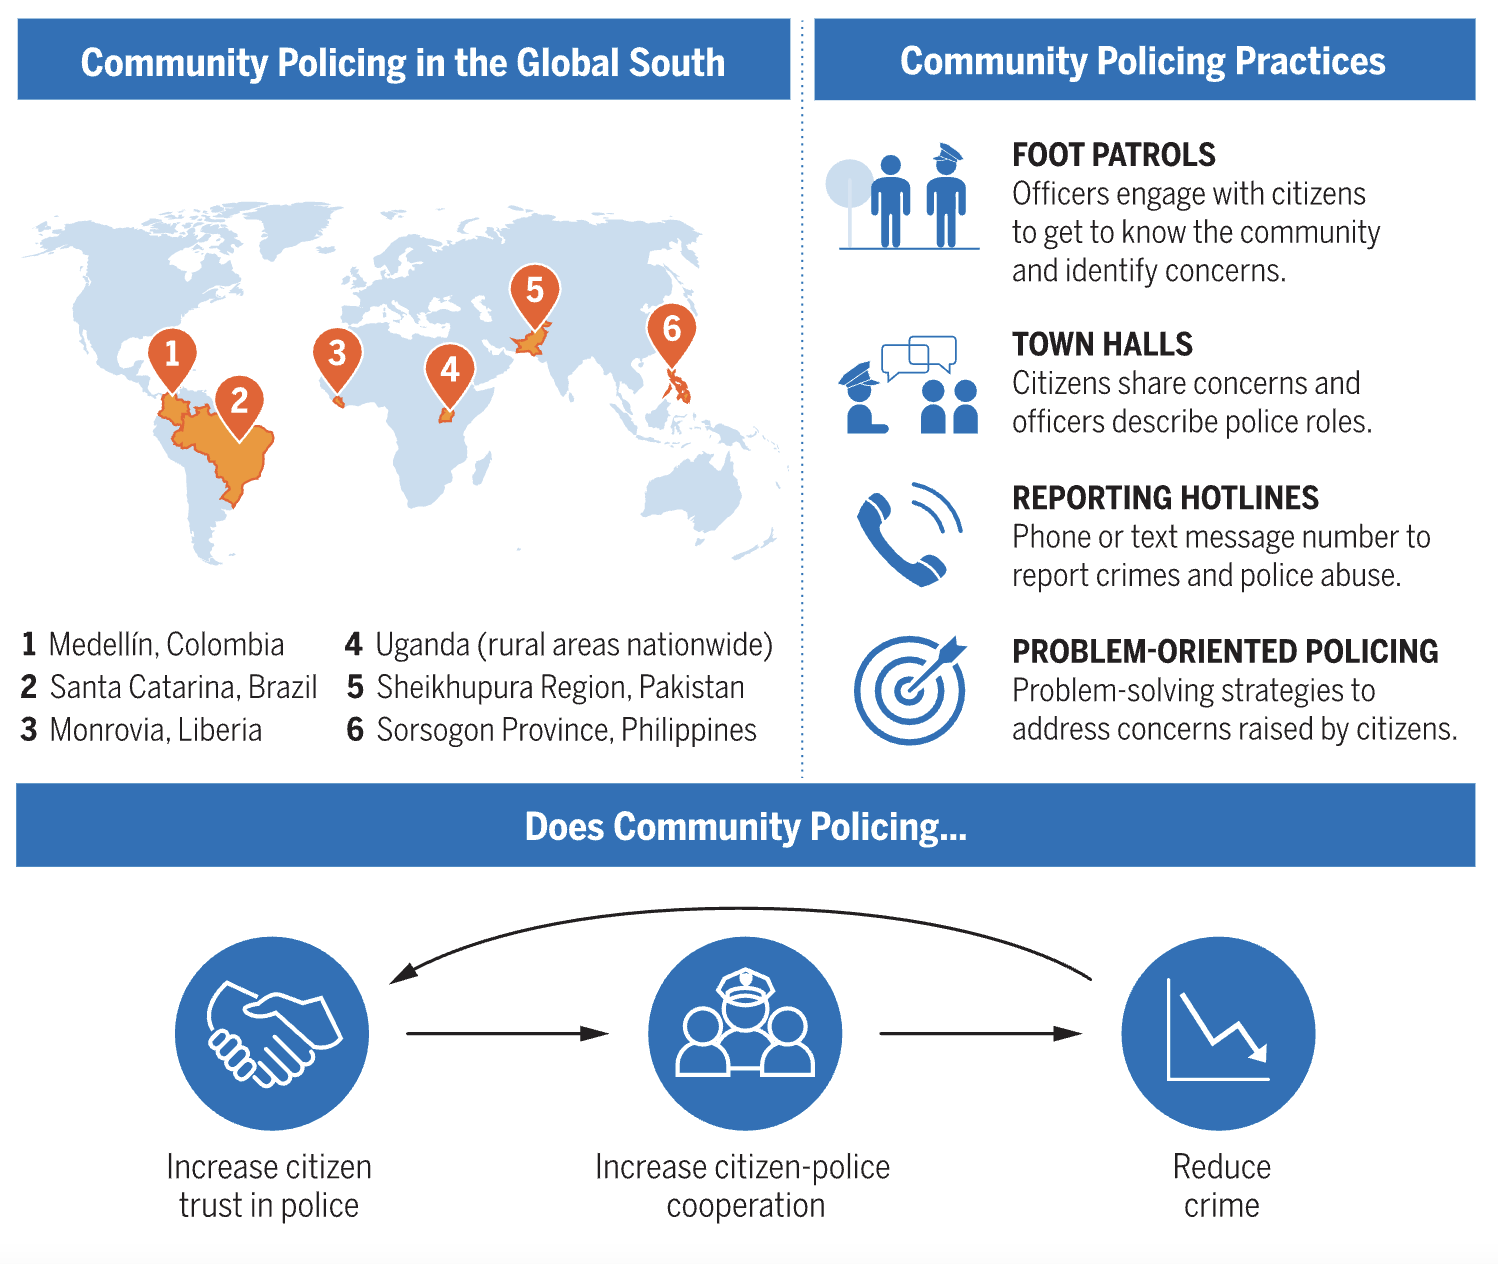 Community Policing in the Global South
1
2
3
4
5
6
1 Medellín, Colombia
2 Santa Catarina, Brazil
3 Monrovia, Liberia
4 Uganda (rural areas nationwide)
5 Sheikhupura Region, Pakistan
6 Sorsogon Province, Philippines
Community Policing Practices
FOOT PATROLS
Officers engage with citizens
to get to know the community
and identify concerns.
TOWN HALLS
Citizens share concerns and
officers describe police roles.
REPORTING HOTLINES
Phone or text message number to
report crimes and police abuse.
PROBLEM-ORIENTED POLICING
Problem-solving strategies to
address concerns raised by citizens.
Does Community Policing...
Increase citizen
trust in police
Increase citizen-police
cooperation
Reduce
crime